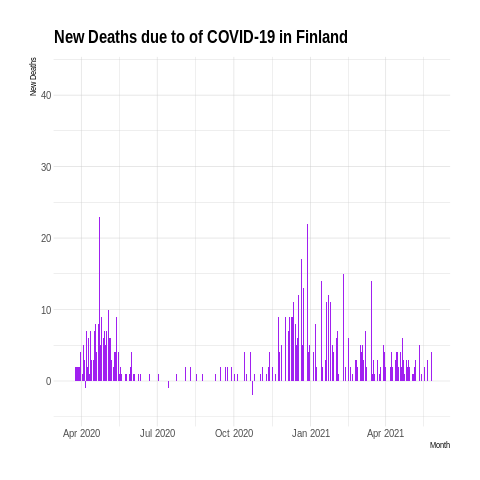 New Deaths due to of COVID-19 in Finland
New Deaths
40
30
20
10
0
Apr 2020 Jul 2020 Oct 2020 Jan 2021 Apr 2021
Month